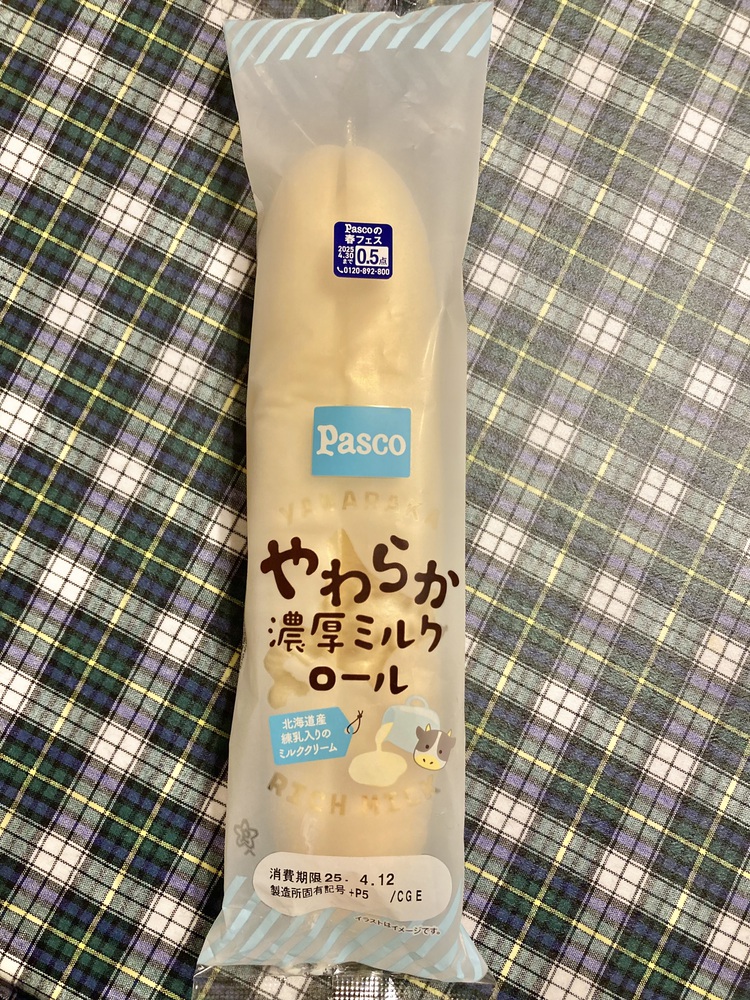 Pascoの
春フェス
2025
4.30
まで
0.5点
0120-892-800
Pasco
YAWARAKA
やわらか
濃厚ミルク
ロール
北海道産
練乳入りの
ミルククリーム
RICH MILK
消費期限 25. 4.12
製造所固有記号 +P5 /CGE
イラストはイメージです。